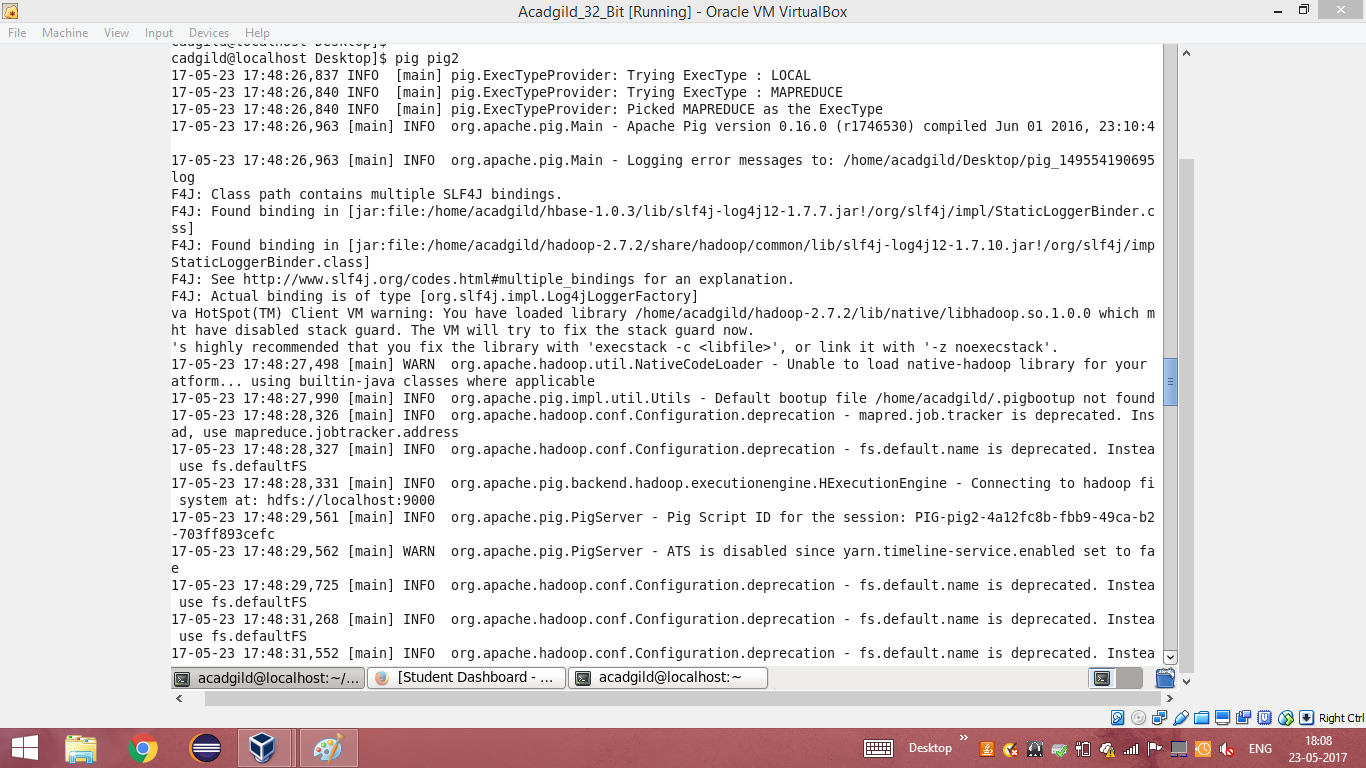 Acadgild_32_Bit [Running] - Oracle VM VirtualBox
File Machine View Input Devices Help
cadgild@localhost Desktop]$
cadgild@localhost Desktop]$ pig pig2
17-05-23 17:48:26,837 INFO  [main] pig.ExecTypeProvider: Trying ExecType : LOCAL
17-05-23 17:48:26,840 INFO  [main] pig.ExecTypeProvider: Trying ExecType : MAPREDUCE
17-05-23 17:48:26,840 INFO  [main] pig.ExecTypeProvider: Picked MAPREDUCE as the ExecType
17-05-23 17:48:26,963 [main] INFO  org.apache.pig.Main - Apache Pig version 0.16.0 (r1746530) compiled Jun 01 2016, 23:10:4
17-05-23 17:48:26,963 [main] INFO  org.apache.pig.Main - Logging error messages to: /home/acadgild/Desktop/pig_149554190695
log
F4J: Class path contains multiple SLF4J bindings.
F4J: Found binding in [jar:file:/home/acadgild/hbase-1.0.3/lib/slf4j-log4j12-1.7.7.jar!/org/slf4j/impl/StaticLoggerBinder.c
ss]
F4J: Found binding in [jar:file:/home/acadgild/hadoop-2.7.2/share/hadoop/common/lib/slf4j-log4j12-1.7.10.jar!/org/slf4j/imp
StaticLoggerBinder.class]
F4J: See http://www.slf4j.org/codes.html#multiple_bindings for an explanation.
F4J: Actual binding is of type [org.slf4j.impl.Log4jLoggerFactory]
va HotSpot(TM) Client VM warning: You have loaded library /home/acadgild/hadoop-2.7.2/lib/native/libhadoop.so.1.0.0 which m
ht have disabled stack guard. The VM will try to fix the stack guard now.
's highly recommended that you fix the library with 'execstack -c <libfile>', or link it with '-z noexecstack'.
17-05-23 17:48:27,498 [main] WARN  org.apache.hadoop.util.NativeCodeLoader - Unable to load native-hadoop library for your
atform... using builtin-java classes where applicable
17-05-23 17:48:27,990 [main] INFO  org.apache.pig.impl.util.Utils - Default bootup file /home/acadgild/.pigbootup not found
17-05-23 17:48:28,326 [main] INFO  org.apache.hadoop.conf.Configuration.deprecation - mapred.job.tracker is deprecated. Ins
ad, use mapreduce.jobtracker.address
17-05-23 17:48:28,327 [main] INFO  org.apache.hadoop.conf.Configuration.deprecation - fs.default.name is deprecated. Instea
use fs.defaultFS
17-05-23 17:48:28,331 [main] INFO  org.apache.pig.backend.hadoop.executionengine.HExecutionEngine - Connecting to hadoop fi
system at: hdfs://localhost:9000
17-05-23 17:48:29,561 [main] INFO  org.apache.pig.PigServer - Pig Script ID for the session: PIG-pig2-4a12fc8b-fbb9-49ca-b2
-703ff893cefc
17-05-23 17:48:29,562 [main] WARN  org.apache.pig.PigServer - ATS is disabled since yarn.timeline-service.enabled set to fa
e
17-05-23 17:48:29,725 [main] INFO  org.apache.hadoop.conf.Configuration.deprecation - fs.default.name is deprecated. Instea
use fs.defaultFS
17-05-23 17:48:31,268 [main] INFO  org.apache.hadoop.conf.Configuration.deprecation - fs.default.name is deprecated. Instea
use fs.defaultFS
17-05-23 17:48:31,552 [main] INFO  org.apache.hadoop.conf.Configuration.deprecation - fs.default.name is deprecated. Instea
acadgild@localhost:~/... [Student Dashboard - ... acadgild@localhost:~
Right Ctrl
Desktop ENG 18:08
23-05-2017